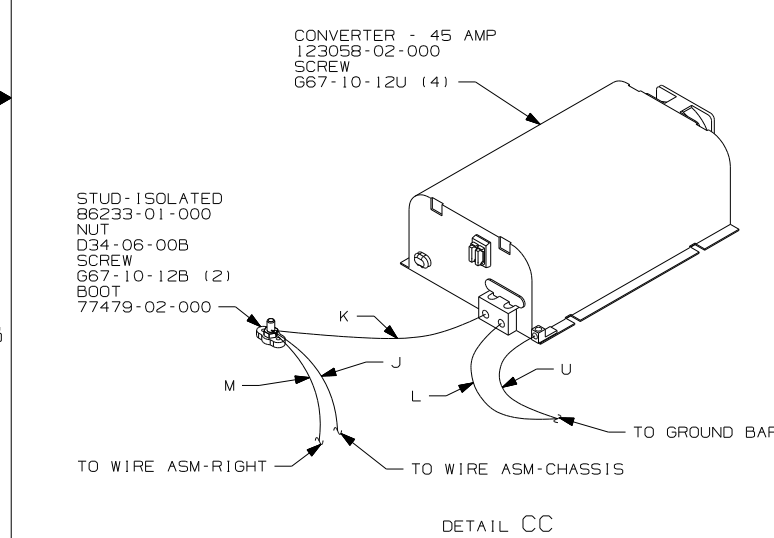 CONVERTER - 45 AMP
123058-02-000
SCREW
G67-10-12U (4)
STUD-ISOLATED
86233-01-000
NUT
D34-06-00B
SCREW
G67-10-12B (2)
BOOT
77479-02-000
K
J
M
L
U
TO GROUND BAR
TO WIRE ASM-RIGHT
TO WIRE ASM-CHASSIS
DETAIL CC